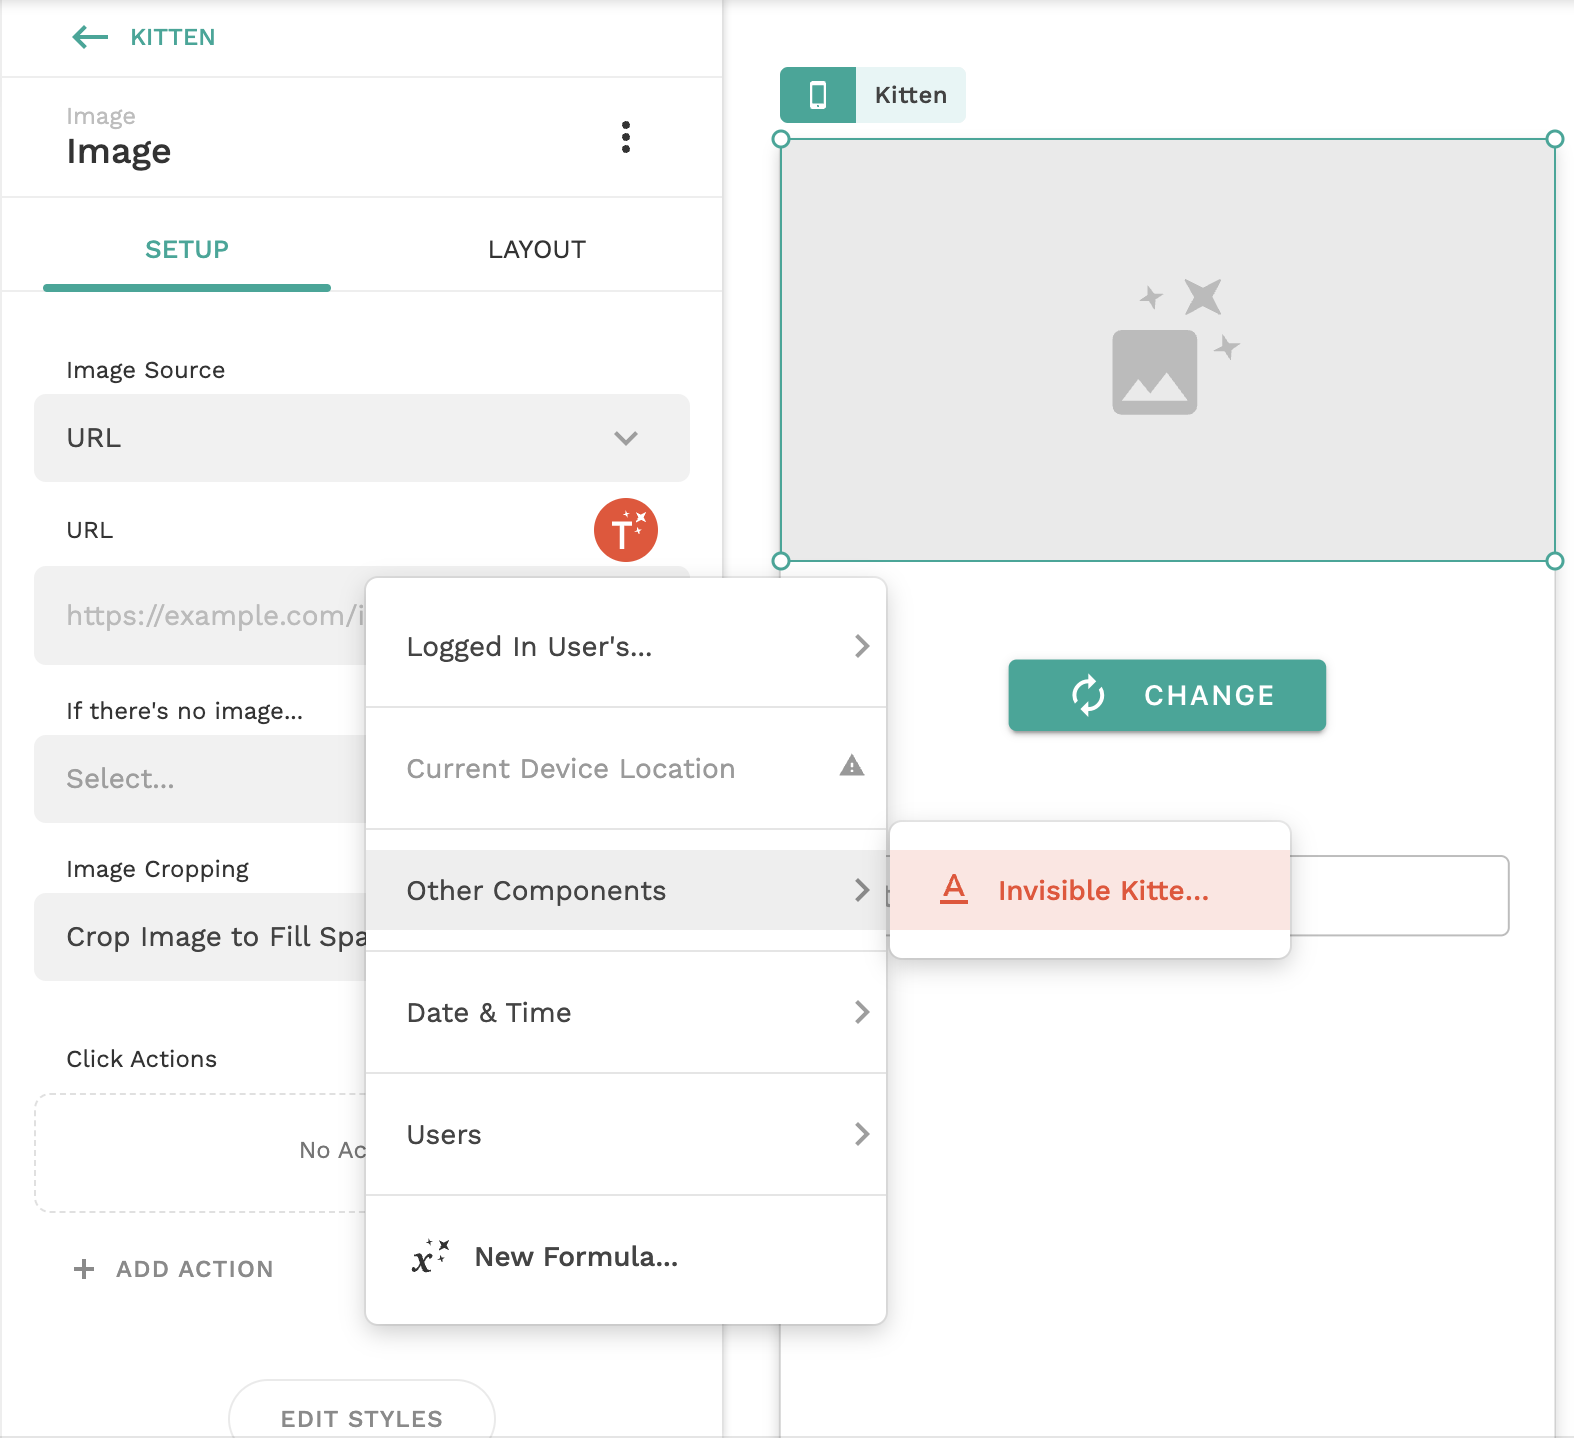 KITTEN
Image
Image
SETUP
LAYOUT
Image Source
URL
URL
https://example.com/i
If there's no image...
Select...
Image Cropping
Crop Image to Fill Spa
Click Actions
No Ac
ADD ACTION
EDIT STYLES
Logged In User's...
Current Device Location
Other Components
Date & Time
Users
New Formula...
Invisible Kitte...
Kitten
CHANGE